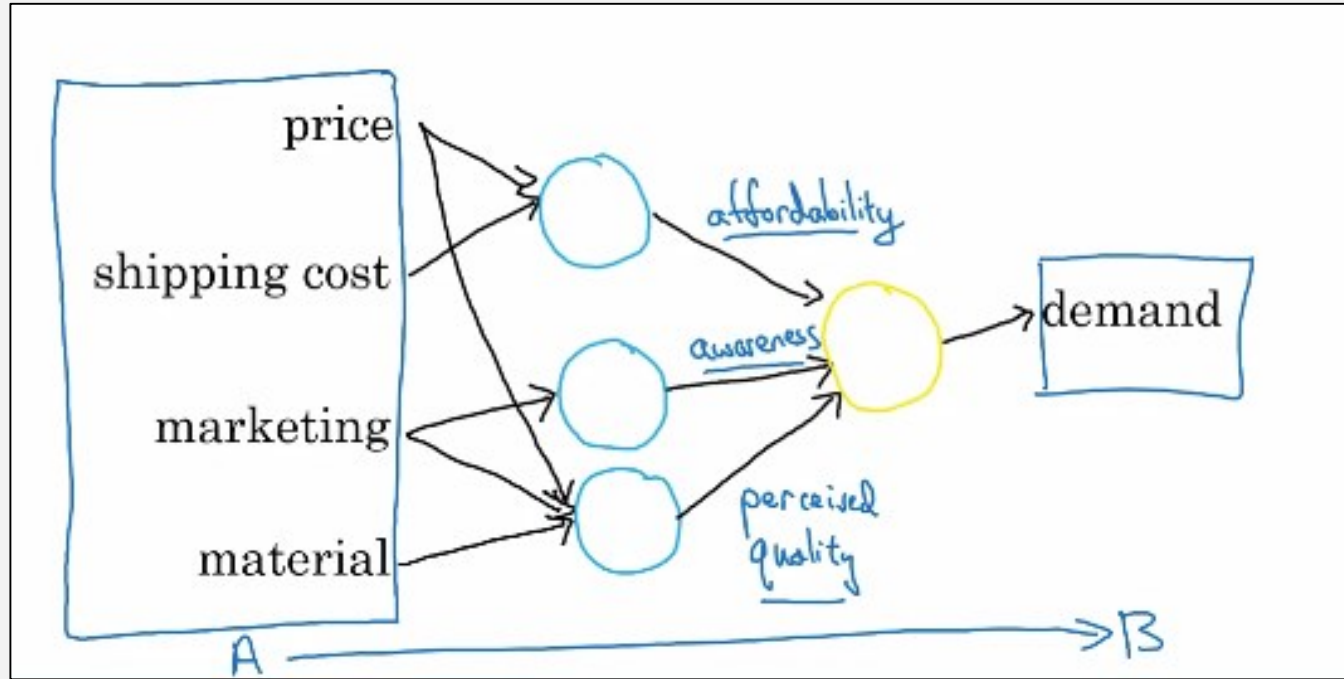 price
shipping cost
marketing
material
affordability
awareness
perceived
quality
demand
A
B